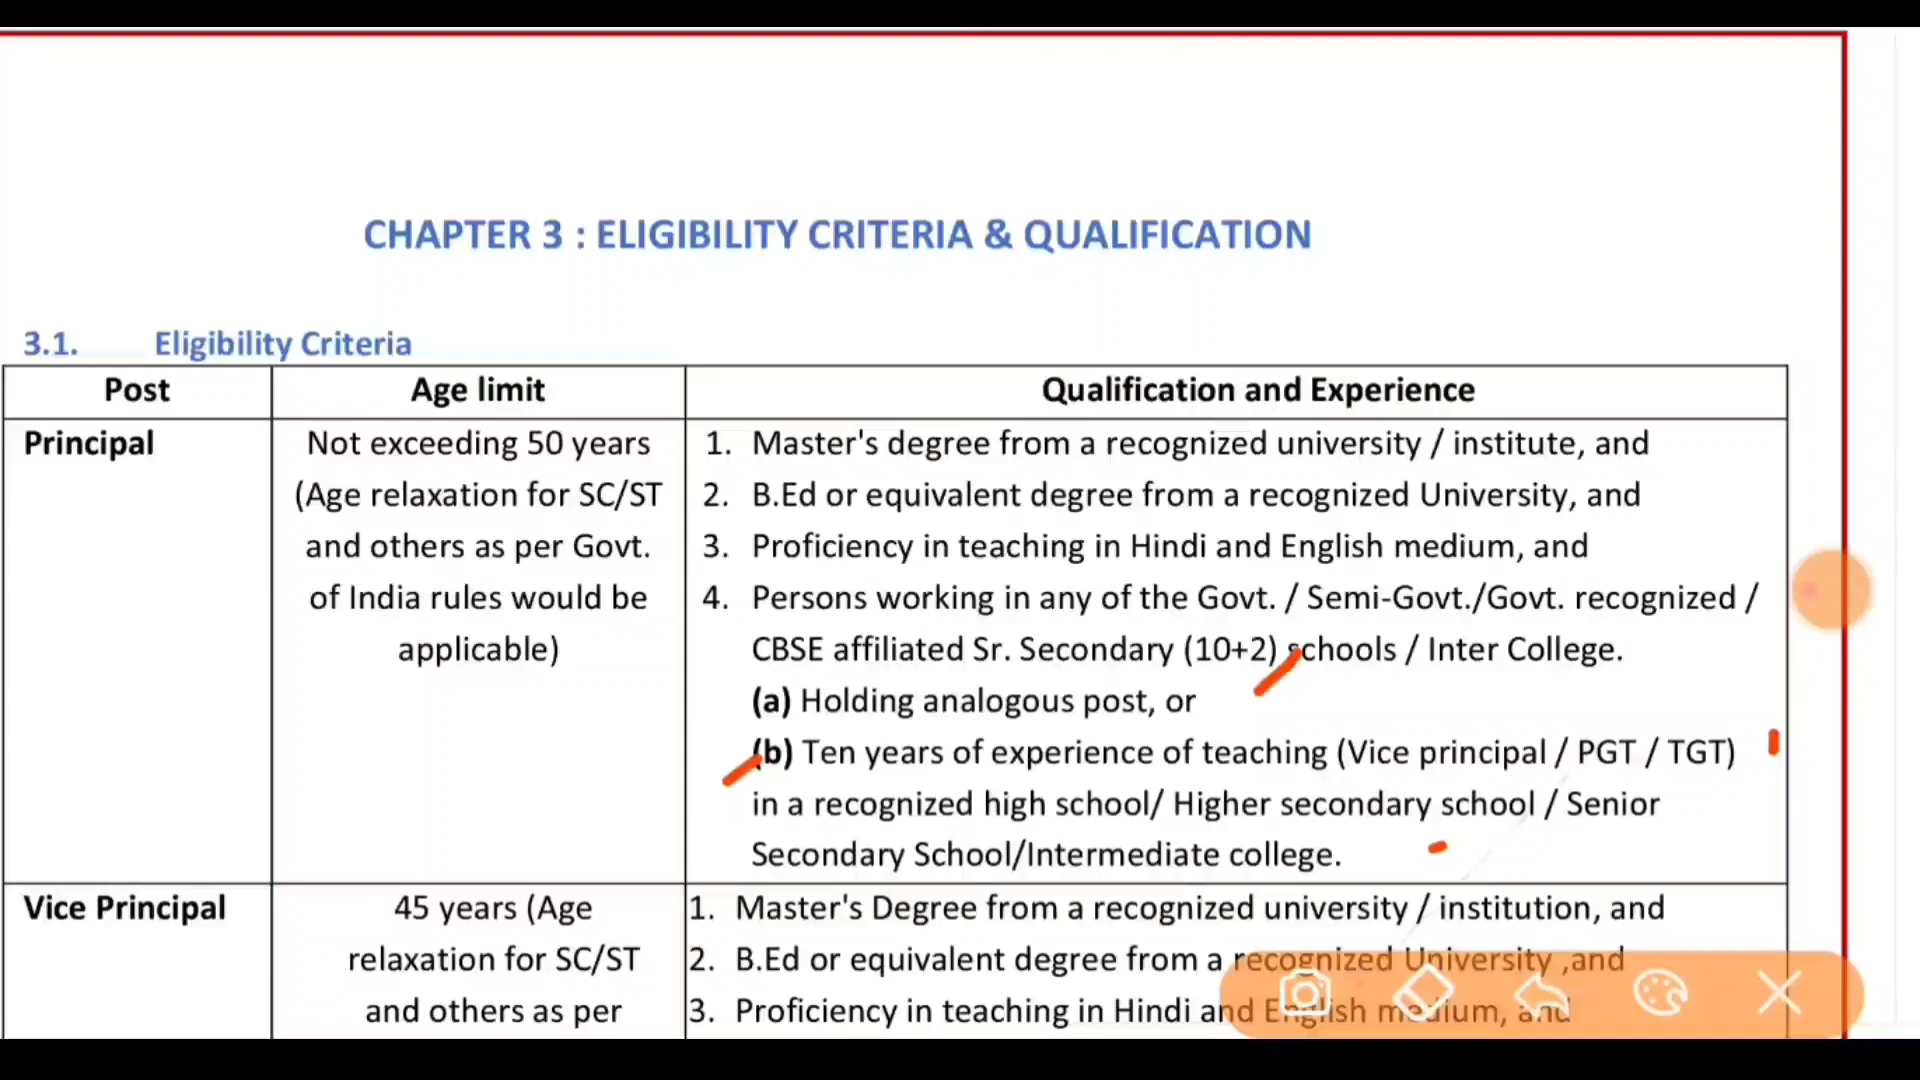 CHAPTER 3 : ELIGIBILITY CRITERIA & QUALIFICATION
3.1. Eligibility Criteria
Post Age limit Qualification and Experience
Principal
Not exceeding 50 years
(Age relaxation for SC/ST
and others as per Govt.
of India rules would be
applicable)
1. Master's degree from a recognized university / institute, and
2. B.Ed or equivalent degree from a recognized University, and
3. Proficiency in teaching in Hindi and English medium, and
4. Persons working in any of the Govt. / Semi-Govt./Govt. recognized /
CBSE affiliated Sr. Secondary (10+2) schools / Inter College.
(a) Holding analogous post, or
(b) Ten years of experience of teaching (Vice principal / PGT / TGT)
in a recognized high school/ Higher secondary school / Senior
Secondary School/Intermediate college.
Vice Principal
45 years (Age
relaxation for SC/ST
and others as per
1. Master's Degree from a recognized university / institution, and
2. B.Ed or equivalent degree from a recognized University ,and
3. Proficiency in teaching in Hindi and English medium, and